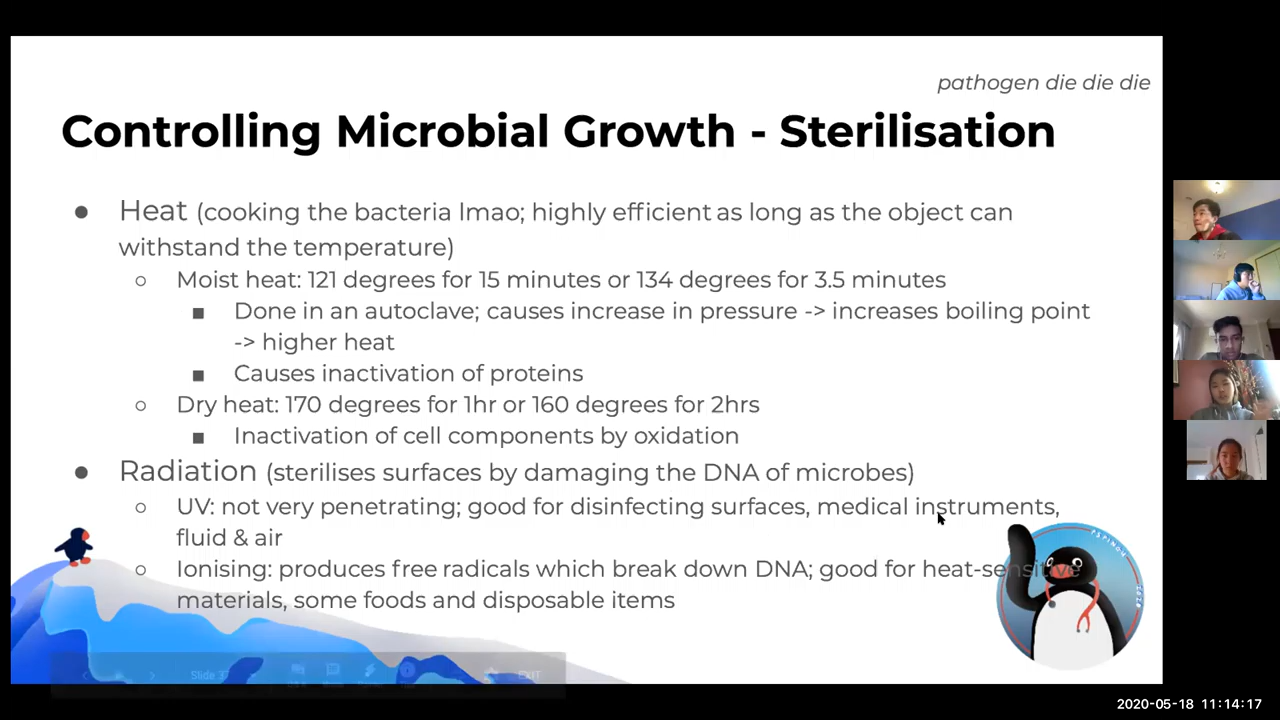 pathogen die die die
Controlling Microbial Growth - Sterilisation
● Heat (cooking the bacteria lmao; highly efficient as long as the object can
withstand the temperature)
○ Moist heat: 121 degrees for 15 minutes or 134 degrees for 3.5 minutes
■ Done in an autoclave; causes increase in pressure -> increases boiling point
-> higher heat
■ Causes inactivation of proteins
○ Dry heat: 170 degrees for 1hr or 160 degrees for 2hrs
■ Inactivation of cell components by oxidation
● Radiation (sterilises surfaces by damaging the DNA of microbes)
○ UV: not very penetrating; good for disinfecting surfaces, medical instruments,
fluid & air
○ Ionising: produces free radicals which break down DNA; good for heat-sensitive
materials, some foods and disposable items
Slide
EXIT
2020-05-18 11:14:17